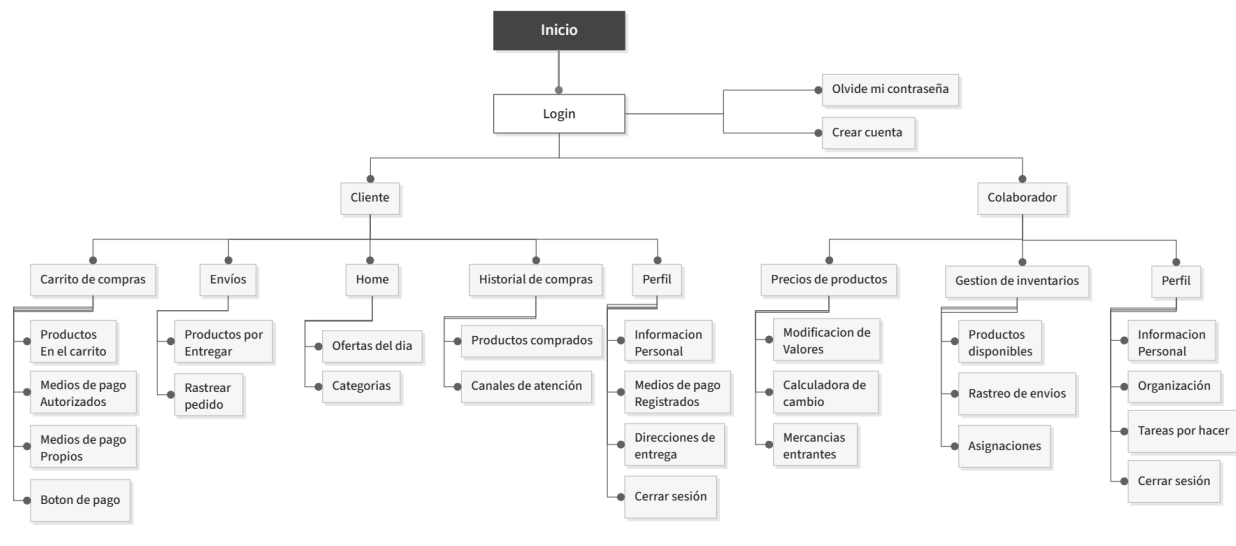 Inicio
Login
Olvide mi contraseña
Crear cuenta
Cliente
Colaborador
Carrito de compras
Envíos
Home
Historial de compras
Perfil
Precios de productos
Gestion de inventarios
Perfil
Productos
En el carrito
Medios de pago
Autorizados
Medios de pago
Propios
Boton de pago
Productos por
Entregar
Rastrear
pedido
Ofertas del dia
Categorias
Productos comprados
Canales de atención
Informacion
Personal
Medios de pago
Registrados
Direcciones de
entrega
Cerrar sesión
Modificacion de
Valores
Calculadora de
cambio
Mercancias
entrantes
Productos
disponibles
Rastreo de envios
Asignaciones
Informacion
Personal
Organización
Tareas por hacer
Cerrar sesión